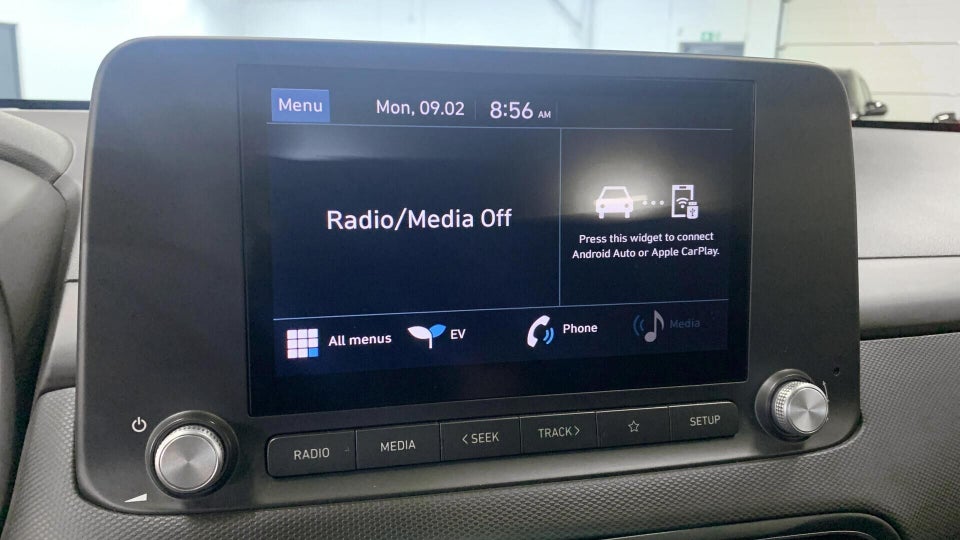 Menu Mon, 09.02 8:56 AM
Radio/Media Off
Press this widget to connect
Android Auto or Apple CarPlay.
All menus EV Phone Media
RADIO MEDIA < SEEK TRACK > SETUP